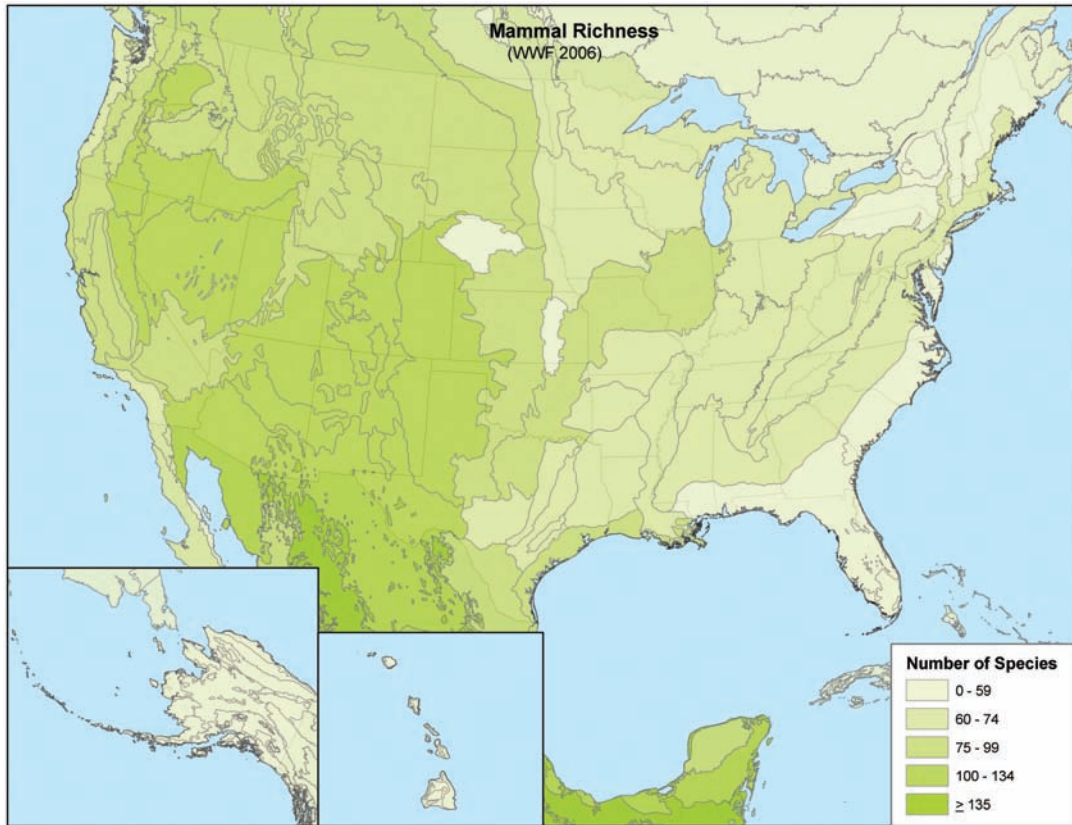 Mammal Richness
(WWF 2006)
Number of Species
0 - 59
60 - 74
75 - 99
100 - 134
≥ 135